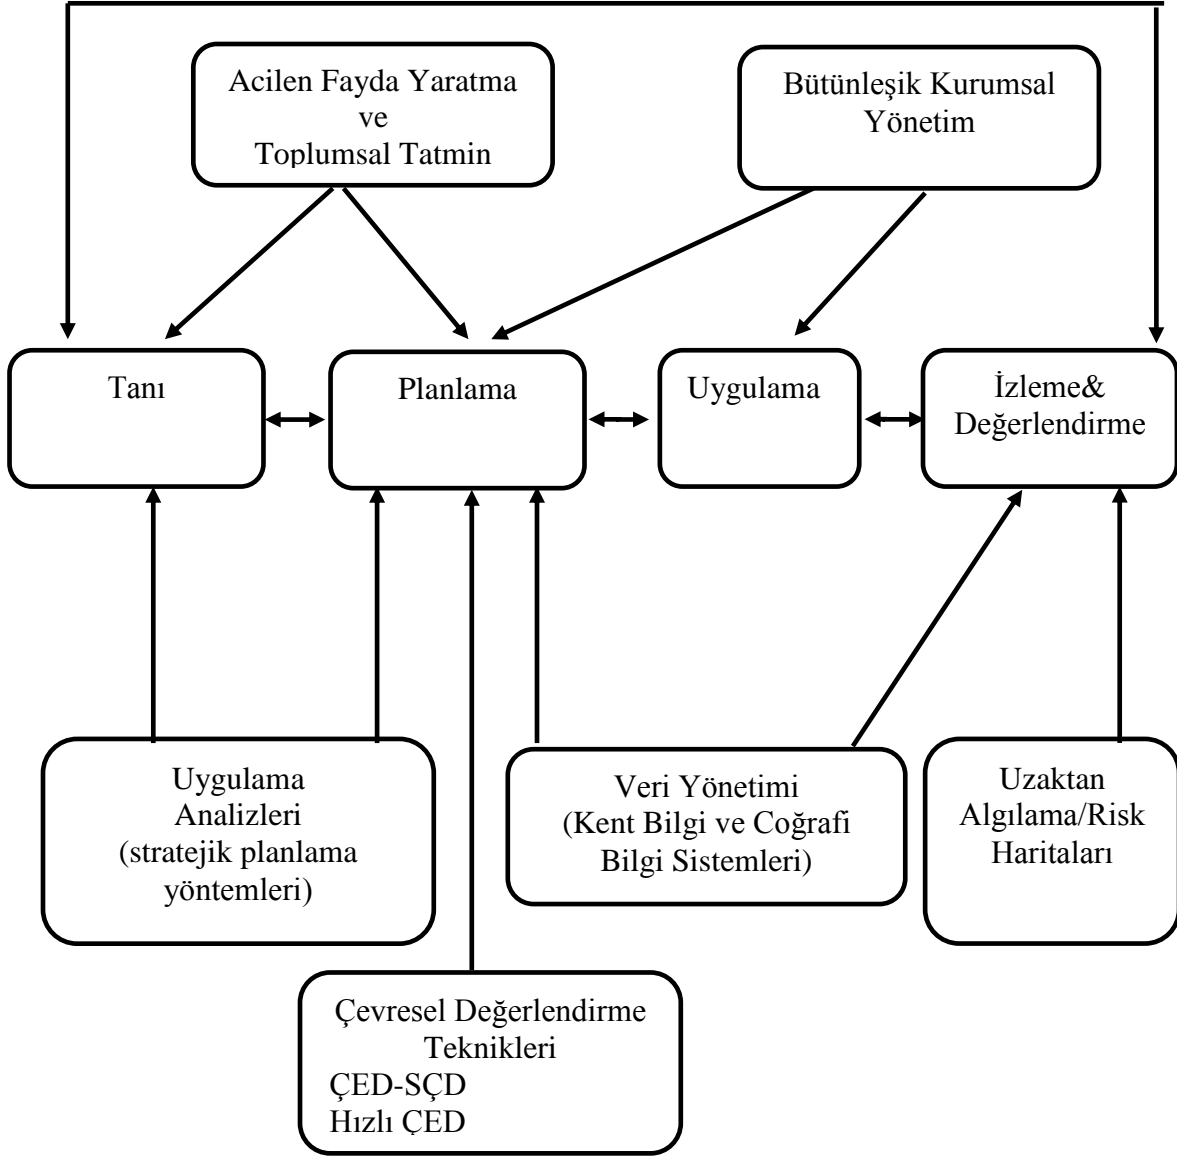 Acilen Fayda Yaratma
ve
Toplumsal Tatmin
Bütünleşik Kurumsal
Yönetim
Tanı
Planlama
Uygulama
İzleme&
Değerlendirme
Uygulama
Analizleri
(stratejik planlama
yöntemleri)
Veri Yönetimi
(Kent Bilgi ve Coğrafi
Bilgi Sistemleri)
Uzaktan
Algılama/Risk
Haritaları
Çevresel Değerlendirme
Teknikleri
ÇED-SÇD
Hızlı ÇED